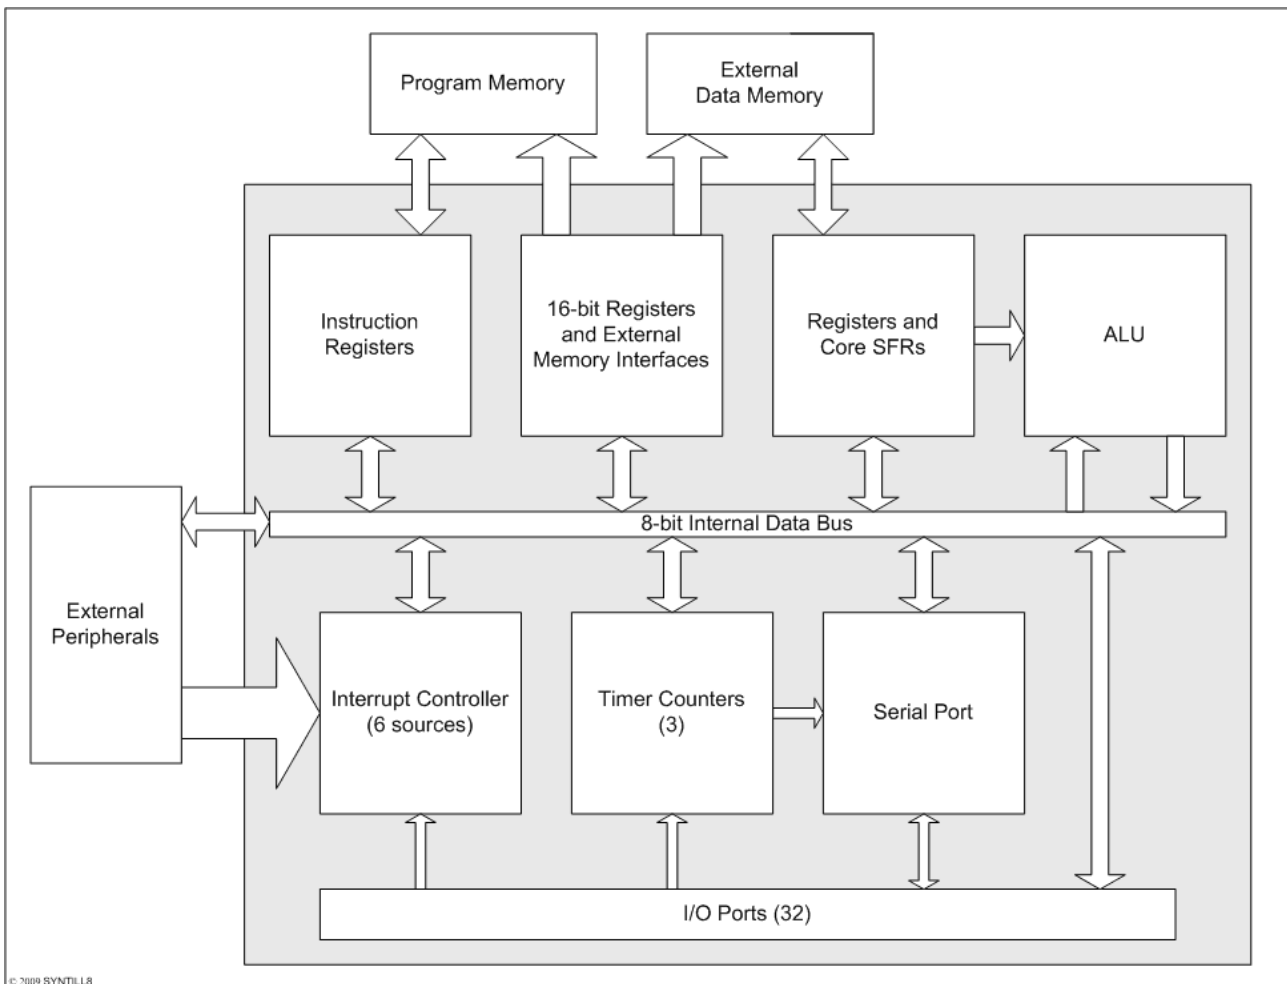 Program Memory
External
Data Memory
Instruction
Registers
16-bit Registers
and External
Memory Interfaces
Registers and
Core SFRs
ALU
8-bit Internal Data Bus
External
Peripherals
Interrupt Controller
(6 sources)
Timer Counters
(3)
Serial Port
I/O Ports (32)
© 2009 SYNTILL8